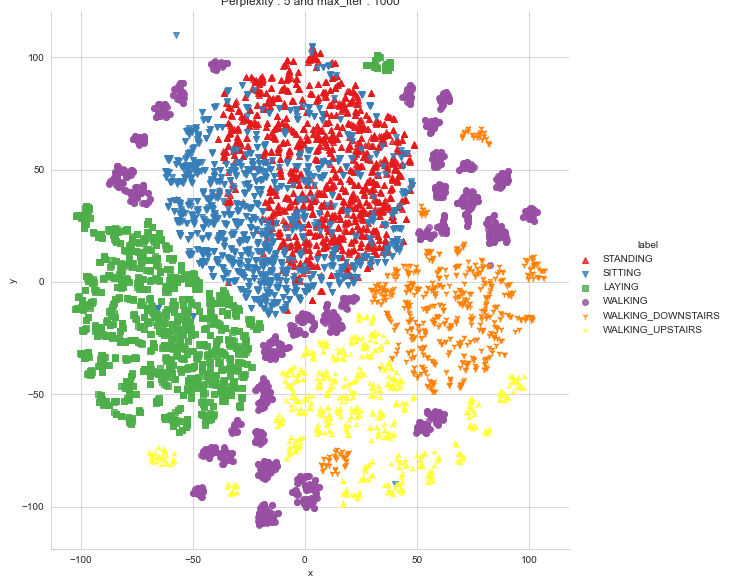 Perplexity : 5 and max_iter : 1000
100
50
0
−50
−100
y
−100
−50
0
50
100
x
label
STANDING
SITTING
LAYING
WALKING
WALKING_DOWNSTAIRS
WALKING_UPSTAIRS